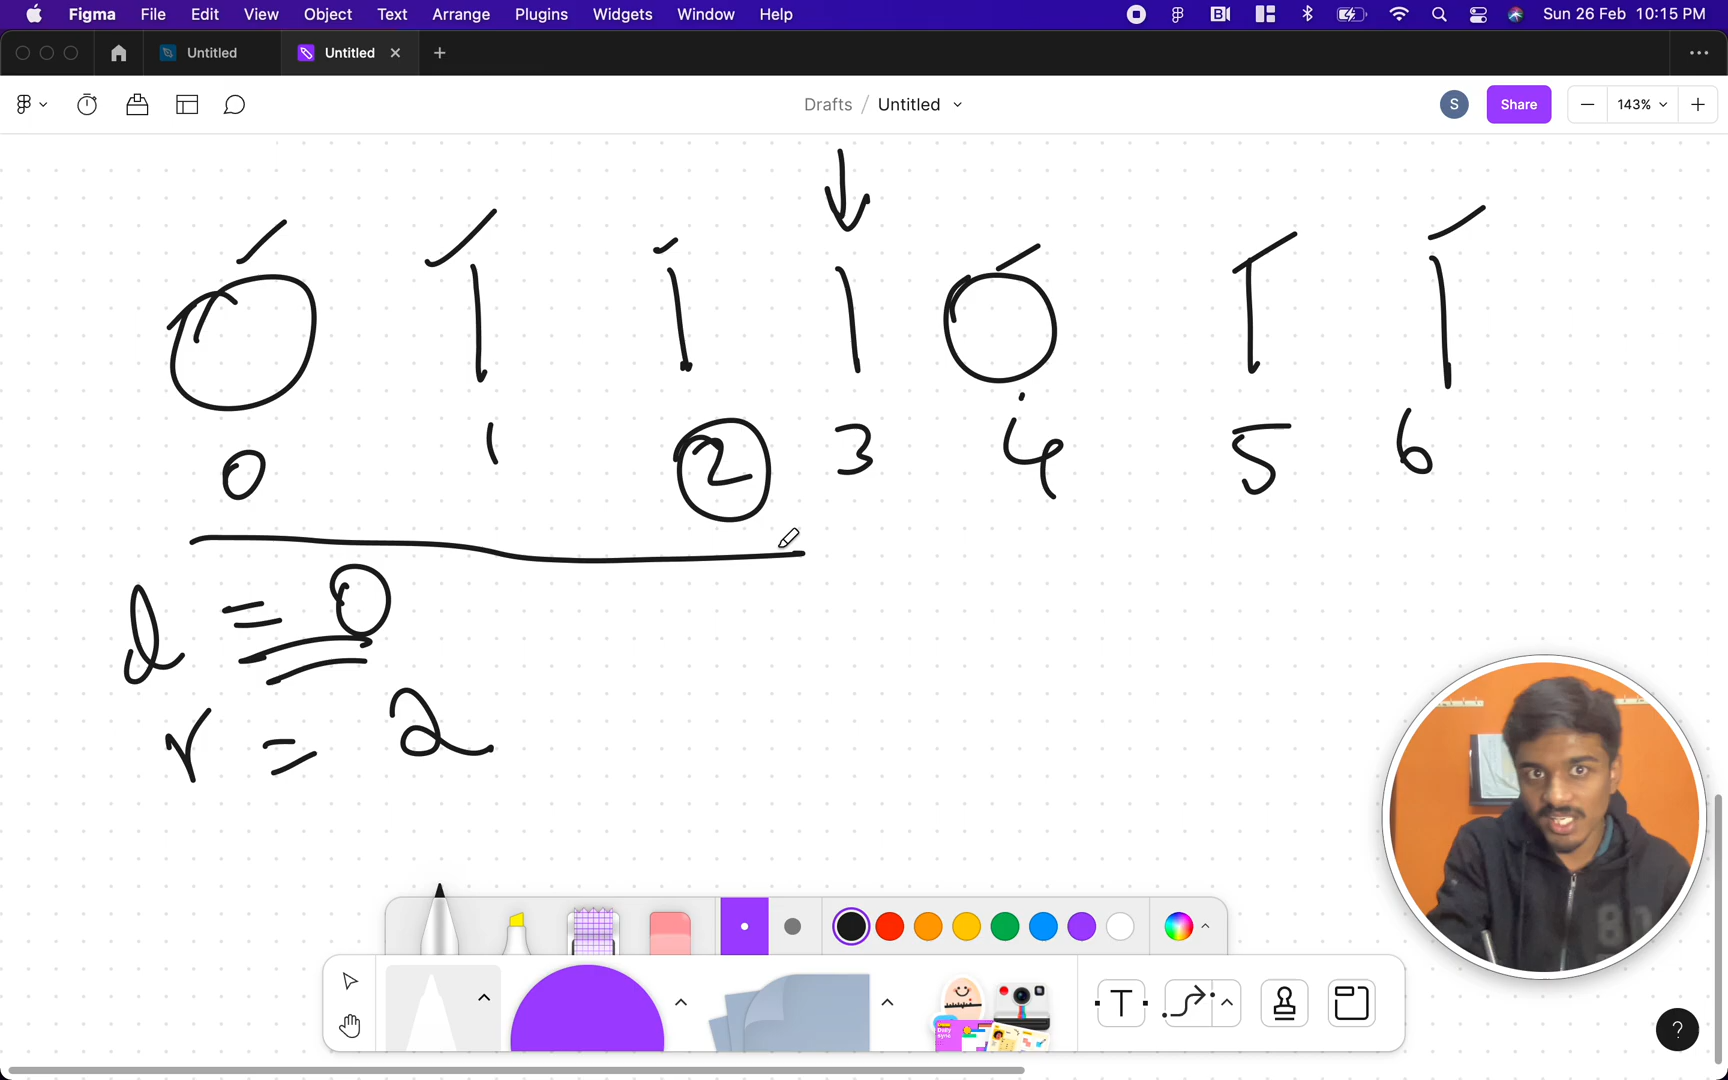 Figma File Edit View Object Text Arrange Plugins Widgets Window Help Sun 26 Feb 10:15 PM
Untitled Untitled
Drafts / Untitled S Share 143%
0 1 1 1 0 1 1
0 1 2 3 4 5 6
l = 0
r = 2
81
T
?